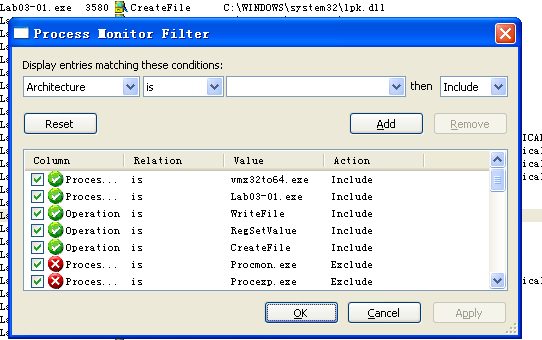 Lab03-01.exe 3580 CreateFile C:\WINDOWS\system32\lpk.dll
Process Monitor Filter
Display entries matching these conditions:
Architecture is then Include
Reset Add Remove
Column Relation Value Action
Proces... is vmx32to64.exe Include
Proces... is Lab03-01.exe Include
Operation is WriteFile Include
Operation is RegSetValue Include
Operation is CreateFile Include
Proces... is Procmon.exe Exclude
Proces... is Procexp.exe Exclude
OK Cancel Apply